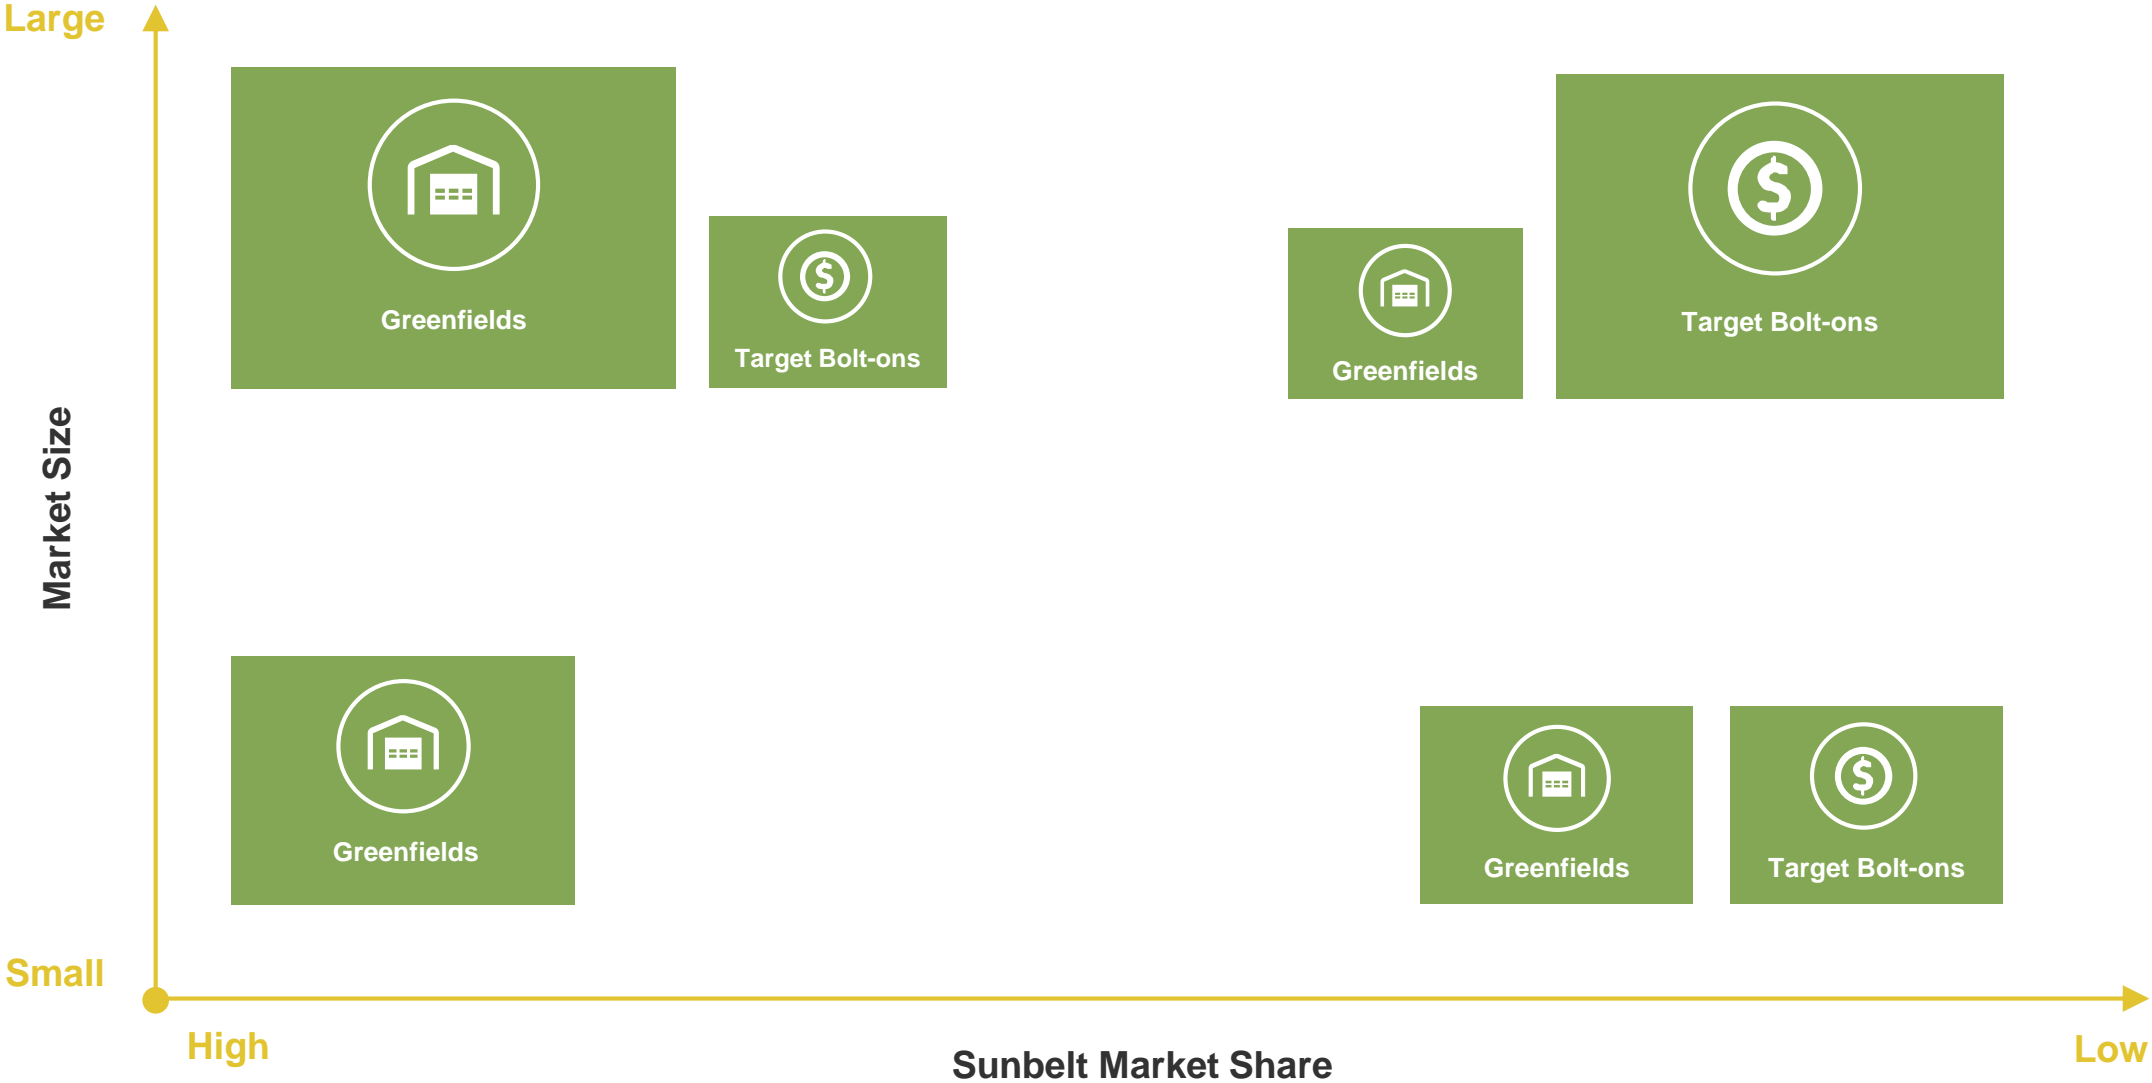 Large
Greenfields
Target Bolt-ons
Greenfields
Target Bolt-ons
Market Size
Greenfields
Greenfields
Target Bolt-ons
Small
High
Sunbelt Market Share
Low